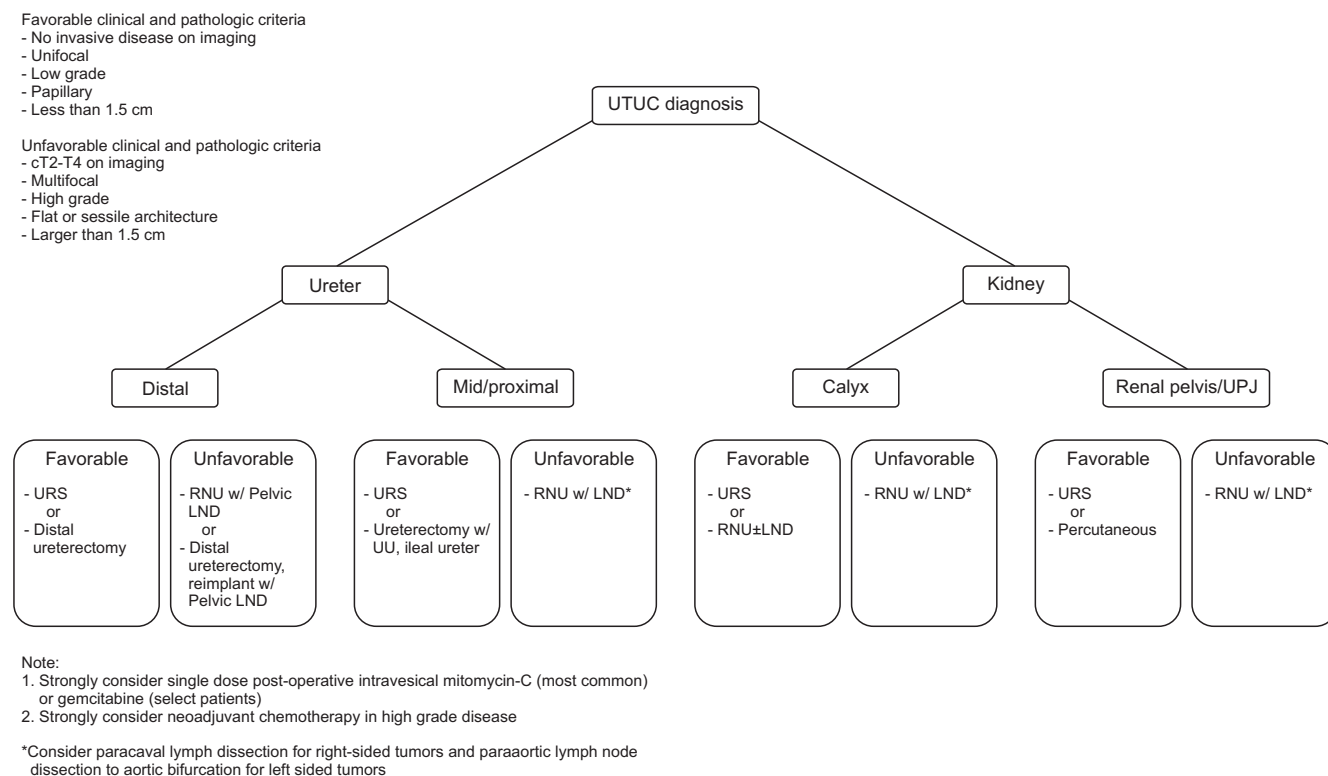 Favorable clinical and pathologic criteria
- No invasive disease on imaging
- Unifocal
- Low grade
- Papillary
- Less than 1.5 cm
Unfavorable clinical and pathologic criteria
- cT2-T4 on imaging
- Multifocal
- High grade
- Flat or sessile architecture
- Larger than 1.5 cm
UTUC diagnosis
Ureter
Kidney
Distal
Mid/proximal
Calyx
Renal pelvis/UPJ
Favorable
- URS
or
- Distal
ureterectomy
Unfavorable
- RNU w/ Pelvic
LND
or
- Distal
ureterectomy,
reimplant w/
Pelvic LND
Favorable
- URS
or
- Ureterectomy w/
UU, ileal ureter
Unfavorable
- RNU w/ LND*
Favorable
- URS
or
- RNU±LND
Unfavorable
- RNU w/ LND*
Favorable
- URS
or
- Percutaneous
Unfavorable
- RNU w/ LND*
Note:
1. Strongly consider single dose post-operative intravesical mitomycin-C (most common)
or gemcitabine (select patients)
2. Strongly consider neoadjuvant chemotherapy in high grade disease
*Consider paracaval lymph dissection for right-sided tumors and paraaortic lymph node
dissection to aortic bifurcation for left sided tumors